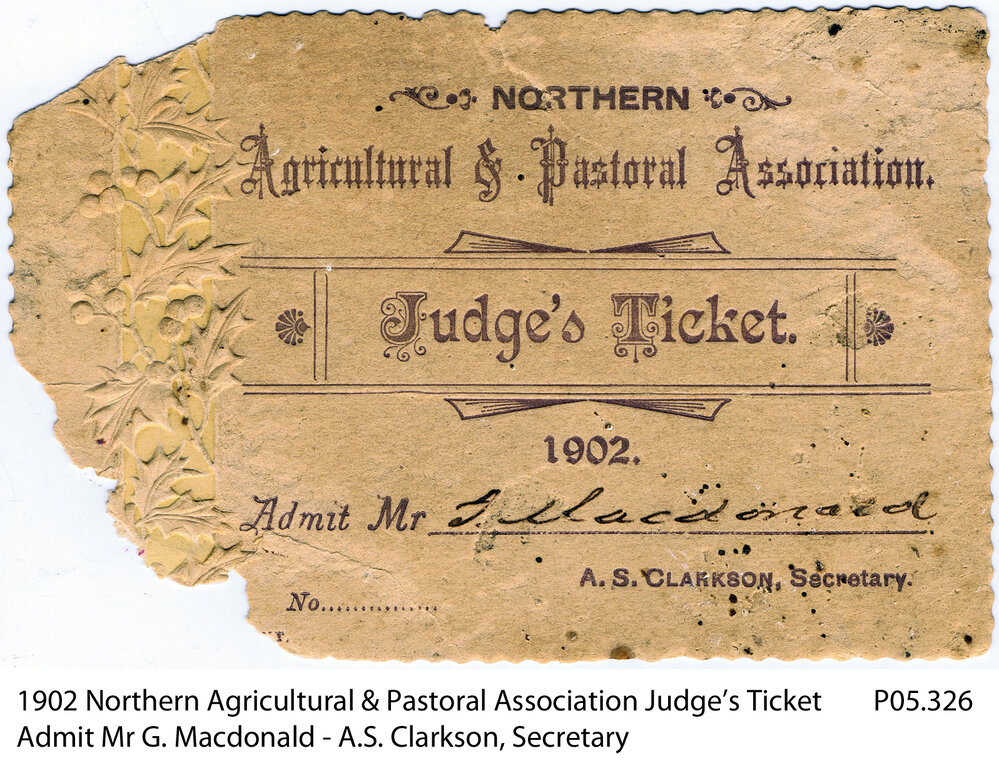 NORTHERN
Agricultural & Pastoral Association.
Judge's Ticket.
1902.
Admit Mr Macdonald
A. S. CLARKSON, Secretary.
No...............
1902 Northern Agricultural & Pastoral Association Judge’s Ticket P05.326
Admit Mr G. Macdonald - A.S. Clarkson, Secretary